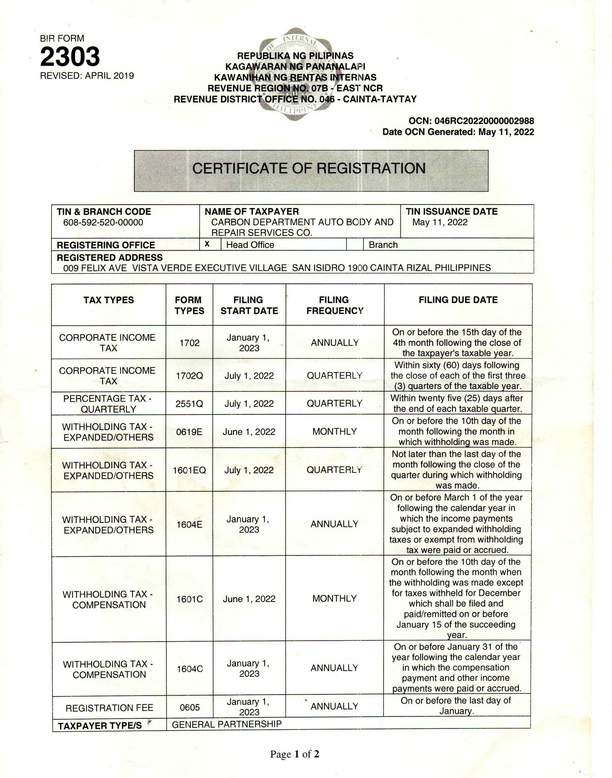 BIR FORM
2303
REVISED: APRIL 2019
REPUBLIKA NG PILIPINAS
KAGAWARAN NG PANANALAPI
KAWANIHAN NG RENTAS INTERNAS
REVENUE REGION NO. 07B - EAST NCR
REVENUE DISTRICT OFFICE NO. 046 - CAINTA-TAYTAY
OCN: 046RC20220000002988
Date OCN Generated: May 11, 2022
CERTIFICATE OF REGISTRATION
TIN & BRANCH CODE NAME OF TAXPAYER TIN ISSUANCE DATE
608-592-520-00000 CARBON DEPARTMENT AUTO BODY AND May 11, 2022
REPAIR SERVICES CO.
REGISTERING OFFICE X Head Office Branch
REGISTERED ADDRESS
009 FELIX AVE VISTA VERDE EXECUTIVE VILLAGE SAN ISIDRO 1900 CAINTA RIZAL PHILIPPINES
TAX TYPES FORM TYPES FILING START DATE FILING FREQUENCY FILING DUE DATE
CORPORATE INCOME TAX 1702 January 1, 2023 ANNUALLY On or before the 15th day of the
4th month following the close of
the taxpayer's taxable year.
CORPORATE INCOME TAX 1702Q July 1, 2022 QUARTERLY Within sixty (60) days following
the close of each of the first three
(3) quarters of the taxable year.
PERCENTAGE TAX - QUARTERLY 2551Q July 1, 2022 QUARTERLY Within twenty five (25) days after
the end of each taxable quarter.
WITHHOLDING TAX - EXPANDED/OTHERS 0619E June 1, 2022 MONTHLY On or before the 10th day of the
month following the month in
which withholding was made.
WITHHOLDING TAX - EXPANDED/OTHERS 1601EQ July 1, 2022 QUARTERLY Not later than the last day of the
month following the close of the
quarter during which withholding
was made.
WITHHOLDING TAX - EXPANDED/OTHERS 1604E January 1, 2023 ANNUALLY On or before March 1 of the year
following the calendar year in
which the income payments
subject to expanded withholding
taxes or exempt from withholding
tax were paid or accrued.
WITHHOLDING TAX - COMPENSATION 1601C June 1, 2022 MONTHLY On or before the 10th day of the
month following the month when
the withholding was made except
for taxes withheld for December
which shall be filed and
paid/remitted on or before
January 15 of the succeeding
year.
WITHHOLDING TAX - COMPENSATION 1604C January 1, 2023 ANNUALLY On or before January 31 of the
year following the calendar year
in which the compensation
payment and other income
payments were paid or accrued.
REGISTRATION FEE 0605 January 1, 2023 ANNUALLY On or before the last day of
January.
TAXPAYER TYPE/S GENERAL PARTNERSHIP
Page 1 of 2